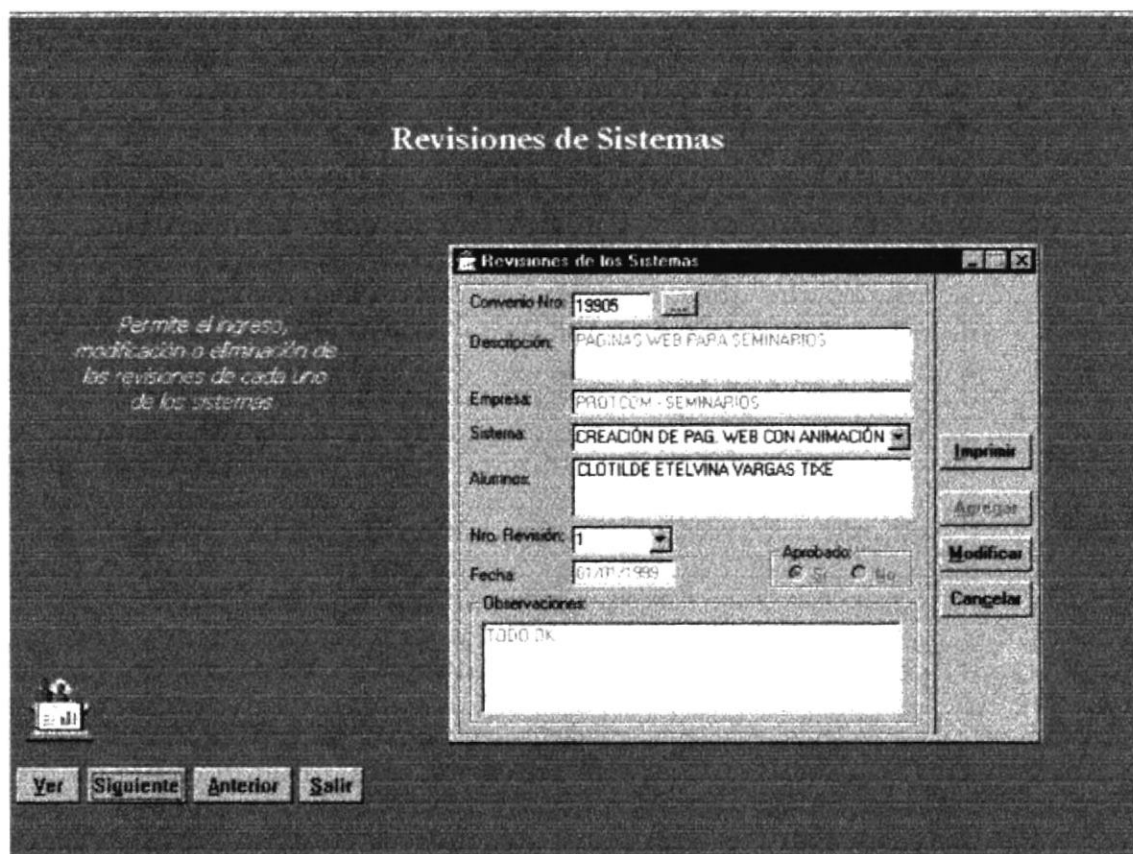 Revisiones de Sistemas
Permite el ingreso,
modificación o eliminación de
las revisiones de cada uno
de los sistemas
Revisiones de los Sistemas
Convenio Nro: 19905 ...
Descripción: PAGINAS WEB PARA SEMINARIOS
Empresa: PROTCOM - SEMINARIOS
Sistema: CREACIÓN DE PAG. WEB CON ANIMACIÓN
Alumnos: CLOTILDE ETELVINA VARGAS TIXE
Nro. Revisión: 1
Fecha: 1999
Aprobado:
Si No
Observaciones:
TODO OK
Imprimir
Agregar
Modificar
Cancelar
Ver Siguiente Anterior Salir